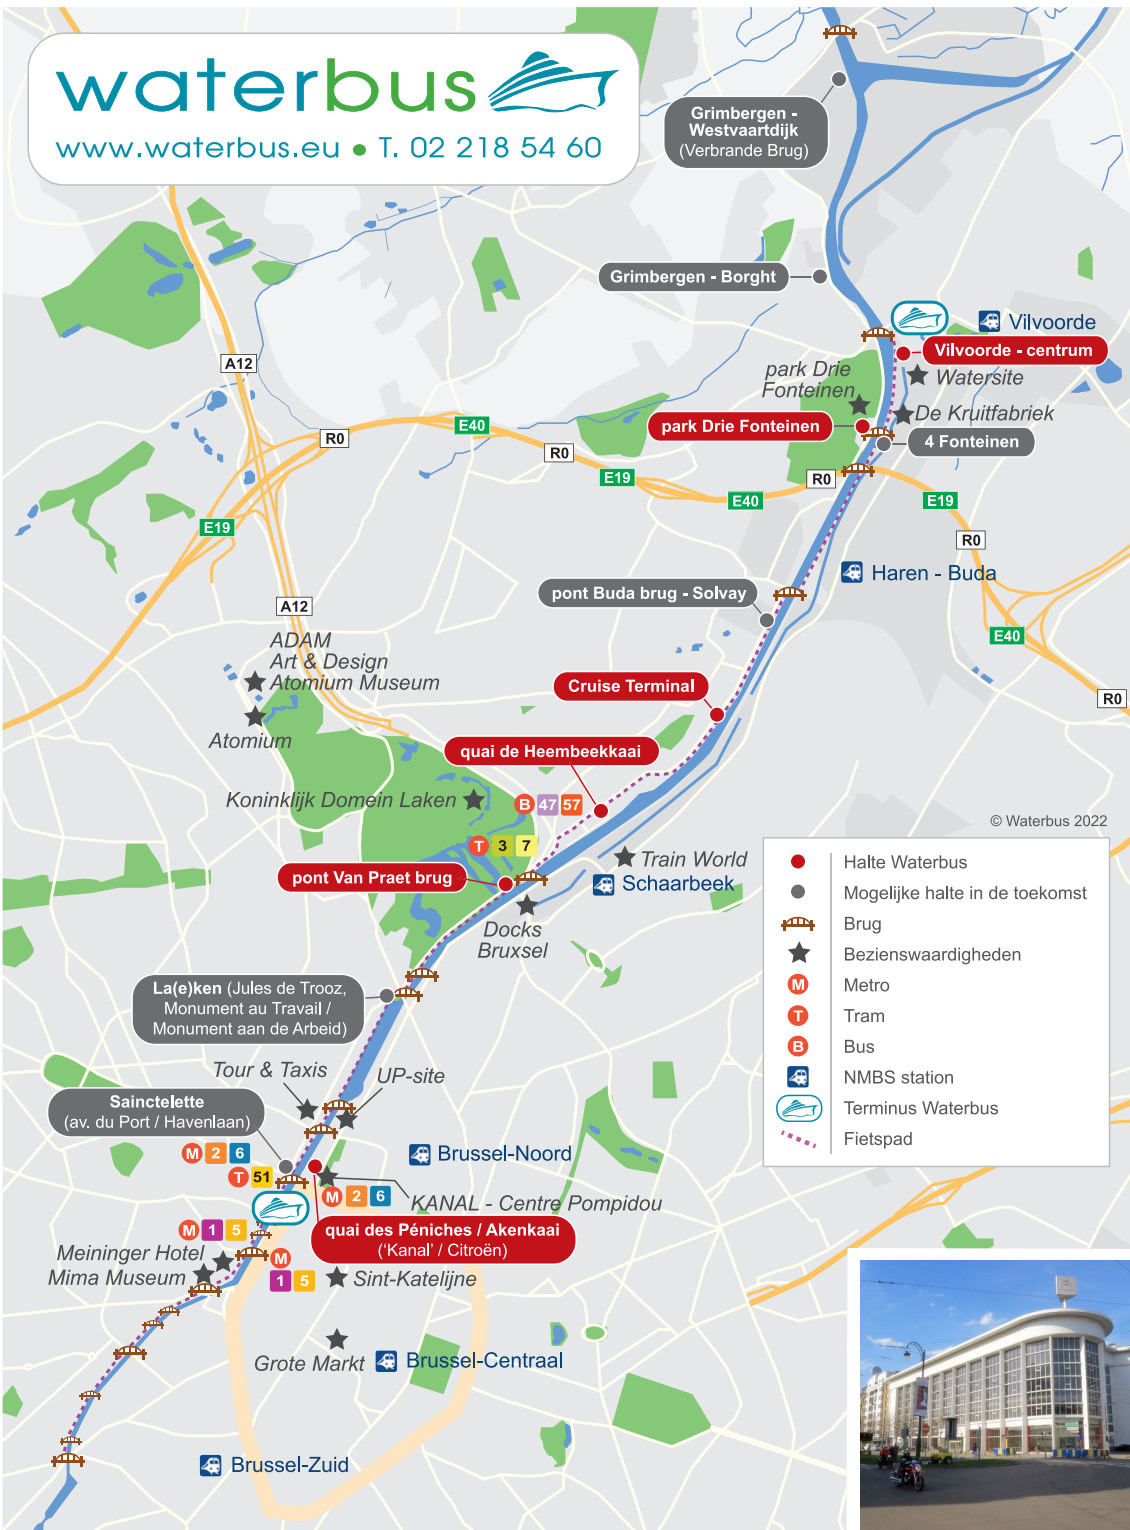 waterbus
www.waterbus.eu • T. 02 218 54 60
Grimbergen -
Westvaartdijk
(Verbrande Brug)
Grimbergen - Borght
Vilvoorde
Vilvoorde - centrum
A12
park Drie
Fonteinen
Watersite
De Kruitfabriek
park Drie Fonteinen
4 Fonteinen
E40
R0
R0
E19
R0
E40
E19
E19
R0
Haren - Buda
pont Buda brug - Solvay
A12
E40
ADAM
Art & Design
Atomium Museum
Cruise Terminal
R0
Atomium
quai de Heembeekkaai
Koninklijk Domein Laken
B 47 57
© Waterbus 2022
T 3 7
Train World
Schaarbeek
pont Van Praet brug
Docks
Bruxsel
Halte Waterbus
Mogelijke halte in de toekomst
Brug
Bezienswaardigheden
M Metro
T Tram
B Bus
NMBS station
Terminus Waterbus
Fietspad
La(e)ken (Jules de Trooz,
Monument au Travail /
Monument aan de Arbeid)
Tour & Taxis
UP-site
Sainctelette
(av. du Port / Havenlaan)
M 2 6
Brussel-Noord
T 51
M 2 6
KANAL - Centre Pompidou
quai des Péniches / Akenkaai
('Kanal' / Citroën)
M 1 5
Meininger Hotel
Mima Museum
M
1 5
Sint-Katelijne
Grote Markt
Brussel-Centraal
Brussel-Zuid